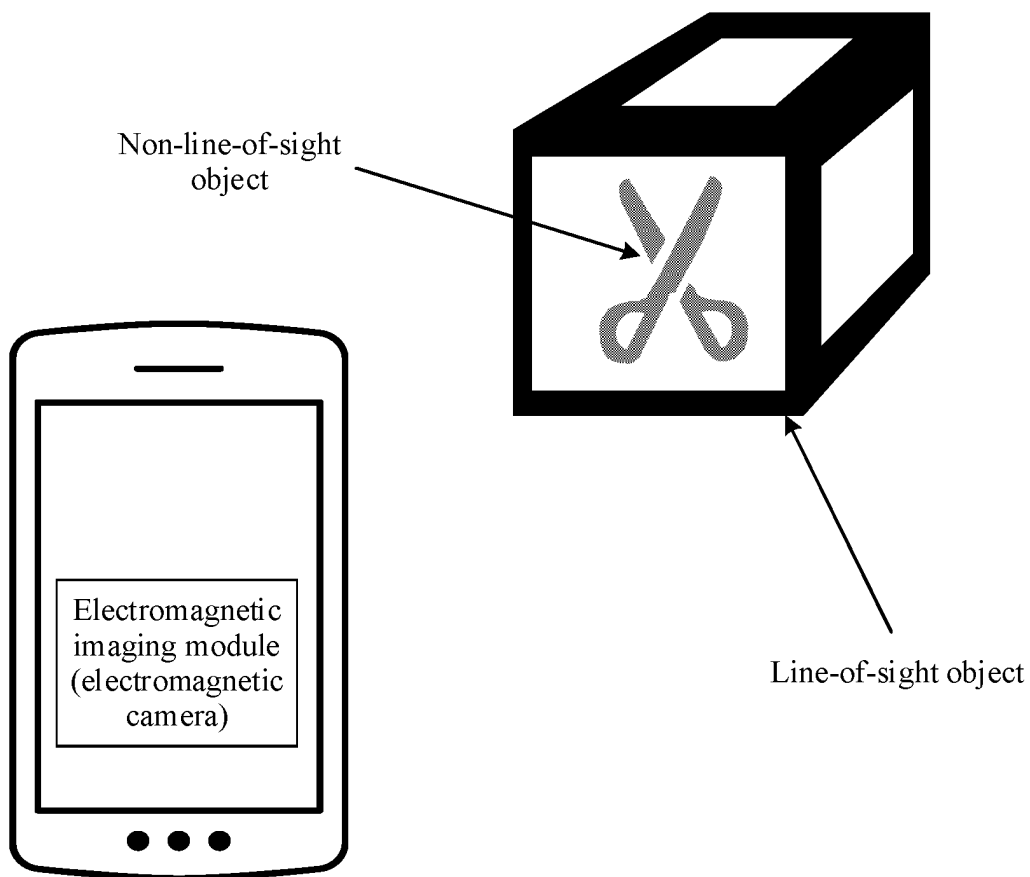 Non-line-of-sight
object
Electromagnetic
imaging module
(electromagnetic
camera)
Line-of-sight object